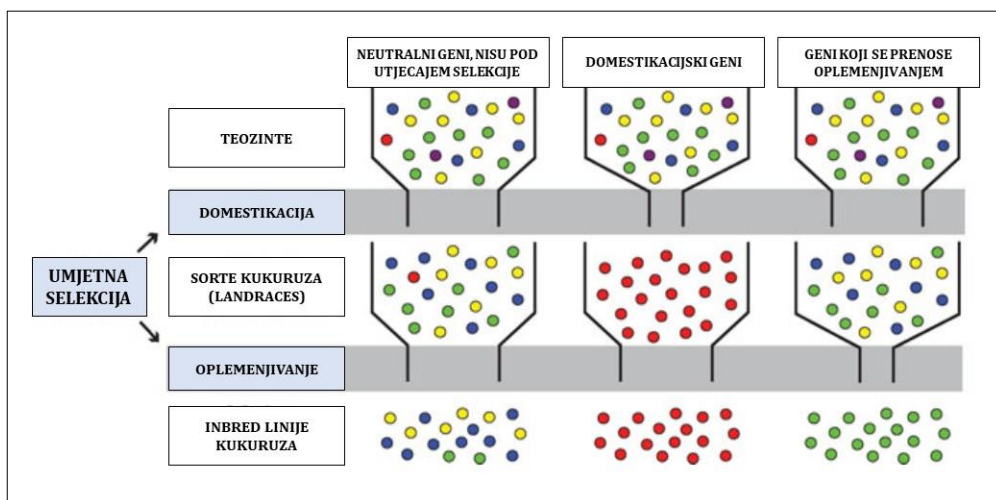 NEUTRALNI GENI, NISU POD
UTJECAJEM SELEKCIJE
DOMESTIKACIJSKI GENI
GENI KOJI SE PRENOSE
OPLEMENJIVANJEM
TEOZINTE
DOMESTIKACIJA
UMJETNA
SELEKCIJA
SORTE KUKURUZA
(LANDRACES)
OPLEMENJIVANJE
INBRED LINIJE
KUKURUZA